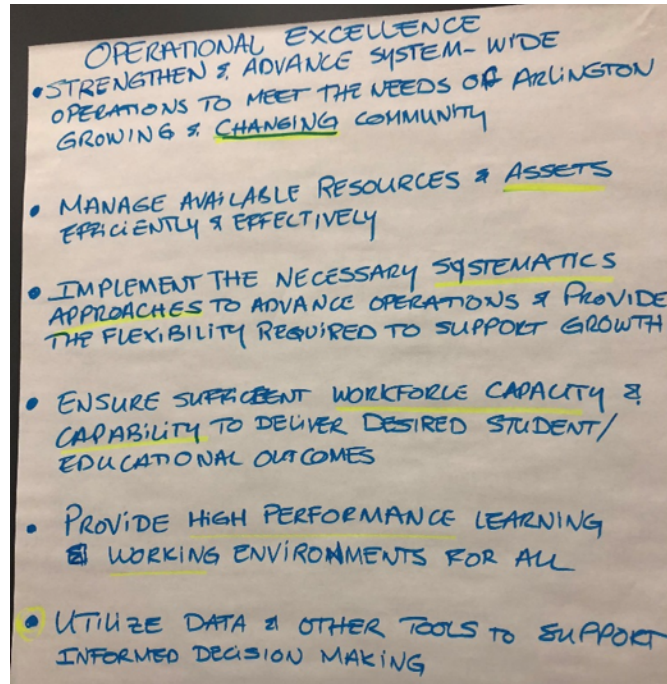 OPERATIONAL EXCELLENCE
• STRENGTHEN & ADVANCE SYSTEM-WIDE
OPERATIONS TO MEET THE NEEDS OF ARLINGTON
GROWING & CHANGING COMMUNITY
• MANAGE AVAILABLE RESOURCES & ASSETS
EFFICIENTLY & EFFECTIVELY
• IMPLEMENT THE NECESSARY SYSTEMATICS
APPROACHES TO ADVANCE OPERATIONS & PROVIDE
THE FLEXIBILITY REQUIRED TO SUPPORT GROWTH
• ENSURE SUFFICENT WORKFORCE CAPACITY &
CAPABILITY TO DELIVER DESIRED STUDENT/
EDUCATIONAL OUTCOMES
• PROVIDE HIGH PERFORMANCE LEARNING
& WORKING ENVIRONMENTS FOR ALL
• UTILIZE DATA & OTHER TOOLS TO SUPPORT
INFORMED DECISION MAKING